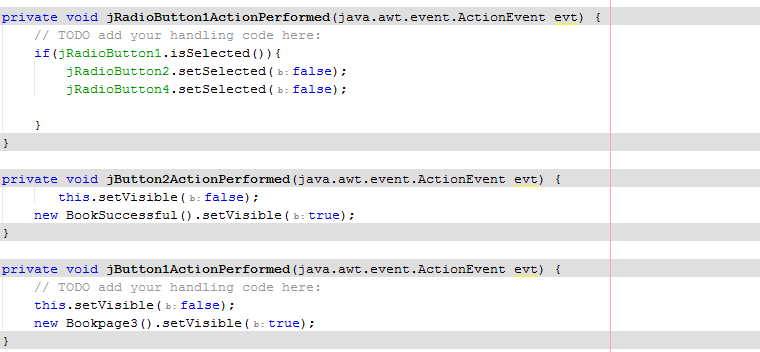 private void jRadioButton1ActionPerformed(java.awt.event.ActionEvent evt) {
// TODO add your handling code here:
if(jRadioButton1.isSelected()){
jRadioButton2.setSelected(b:false);
jRadioButton4.setSelected(b:false);
}
}
private void jButton2ActionPerformed(java.awt.event.ActionEvent evt) {
this.setVisible(b:false);
new BookSuccessful().setVisible(b:true);
}
private void jButton1ActionPerformed(java.awt.event.ActionEvent evt) {
// TODO add your handling code here:
this.setVisible(b:false);
new Bookpage3().setVisible(b:true);
}